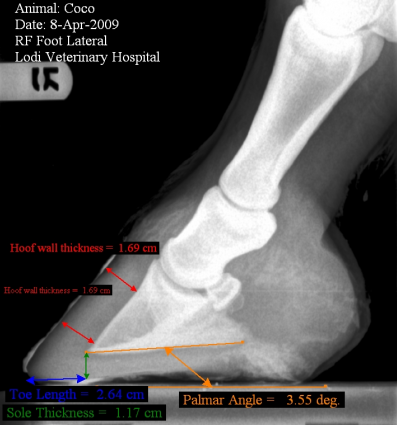 Animal: Coco
Date: 8-Apr-2009
RF Foot Lateral
Lodi Veterinary Hospital
Hoof wall thickness = 1.69 cm
Hoof wall thickness = 1.69 cm
Toe Length = 2.64 cm
Sole Thickness = 1.17 cm
Palmar Angle = 3.55 deg.